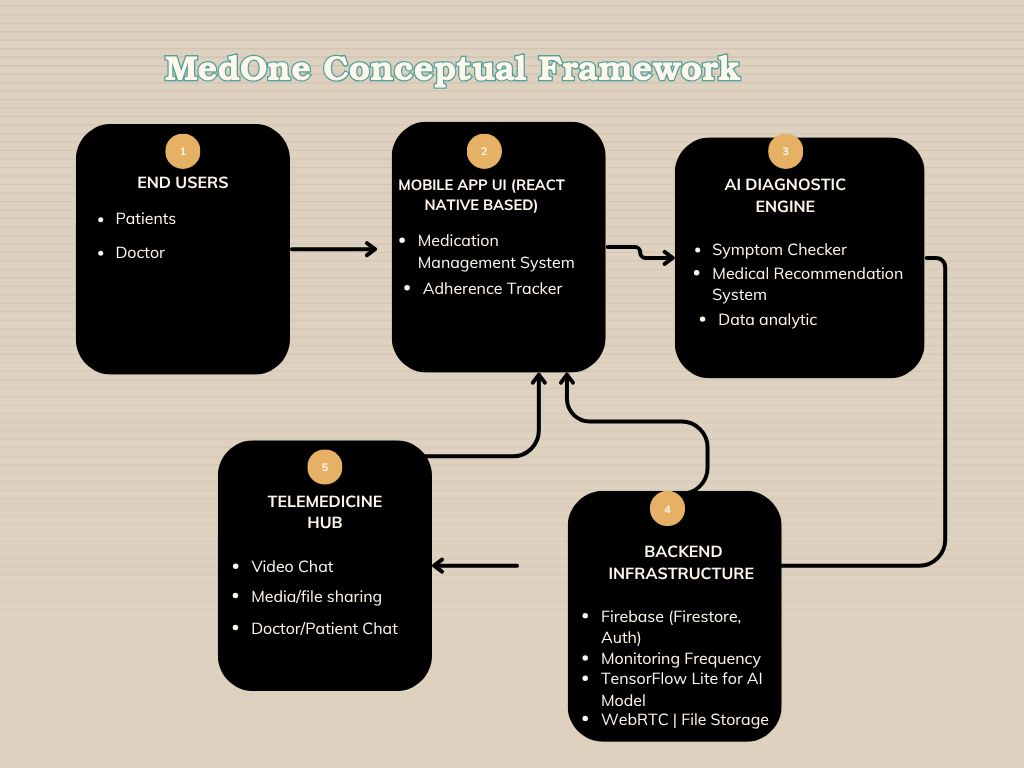 MedOne Conceptual Framework
1
END USERS
• Patients
• Doctor
2
MOBILE APP UI (REACT
NATIVE BASED)
• Medication
Management System
• Adherence Tracker
3
AI DIAGNOSTIC
ENGINE
• Symptom Checker
• Medical Recommendation
System
• Data analytic
5
TELEMEDICINE
HUB
• Video Chat
• Media/file sharing
• Doctor/Patient Chat
4
BACKEND
INFRASTRUCTURE
• Firebase (Firestore,
Auth)
• Monitoring Frequency
• TensorFlow Lite for AI
Model
• WebRTC | File Storage